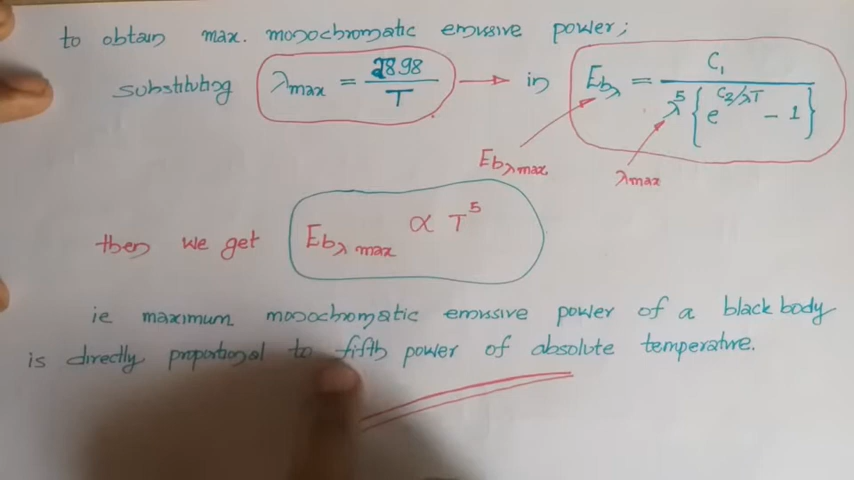 to obtain max. monochromatic emissive power;
substituting λmax = 2898/T → in Ebλ = C₁ / λ⁵ { e^(C₂/λT) − 1 }
Ebλmax λmax
then we get Ebλ max ∝ T⁵
ie maximum monochromatic emissive power of a black body
is directly proportional to fifth power of absolute temperature.